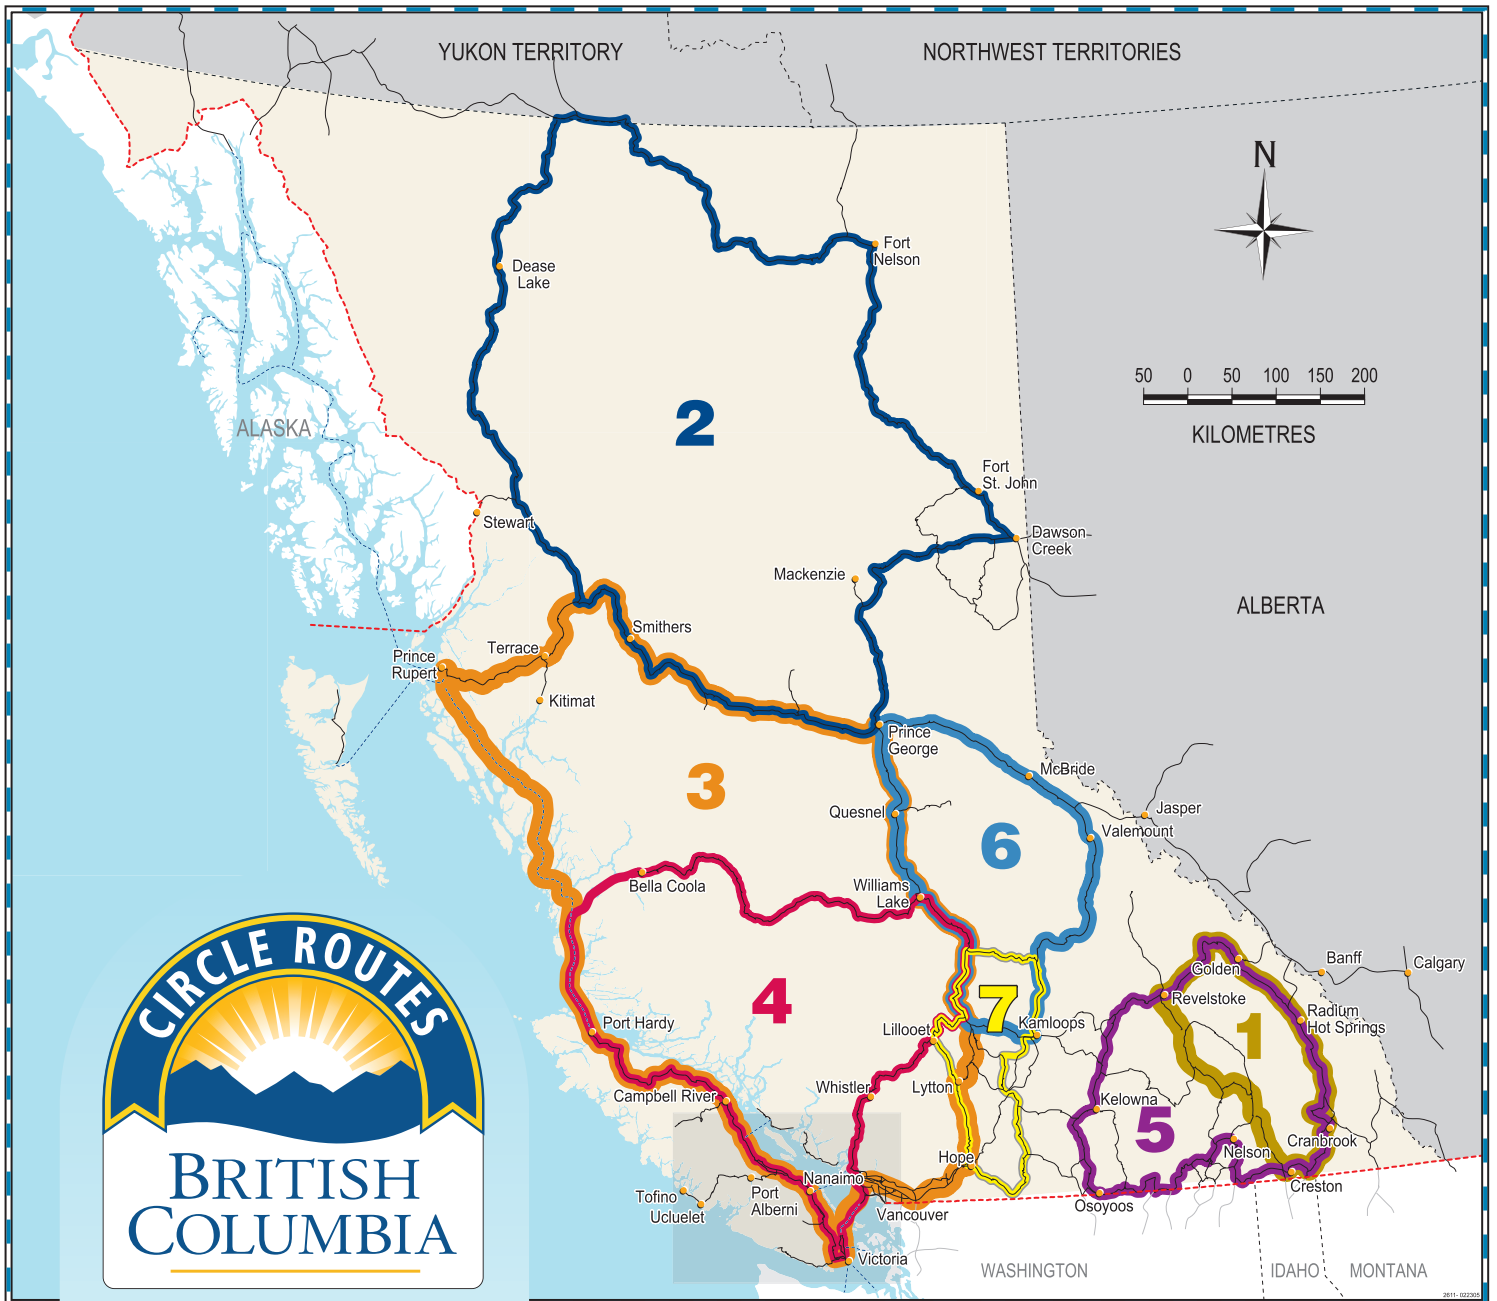 YUKON TERRITORY
NORTHWEST TERRITORIES
N
Fort
Nelson
Dease
Lake
50 0 50 100 150 200
KILOMETRES
2
ALASKA
Fort
St. John
Stewart
Dawson
Creek
Mackenzie
ALBERTA
Smithers
Terrace
Prince
Rupert
Kitimat
Prince
George
McBride
3
Quesnel
Jasper
Valemount
6
Williams
Lake
Bella Coola
CIRCLE ROUTES
Banff
Calgary
Golden
Revelstoke
4
7
Radium
Hot Springs
Port Hardy
Lillooet
Kamloops
1
Whistler
Lytton
Campbell River
Kelowna
5
Cranbrook
Nelson
Hope
BRITISH
COLUMBIA
Nanaimo
Creston
Tofino
Port
Alberni
Ucluelet
Vancouver
Osoyoos
Victoria
WASHINGTON
IDAHO
MONTANA
2611- 022305